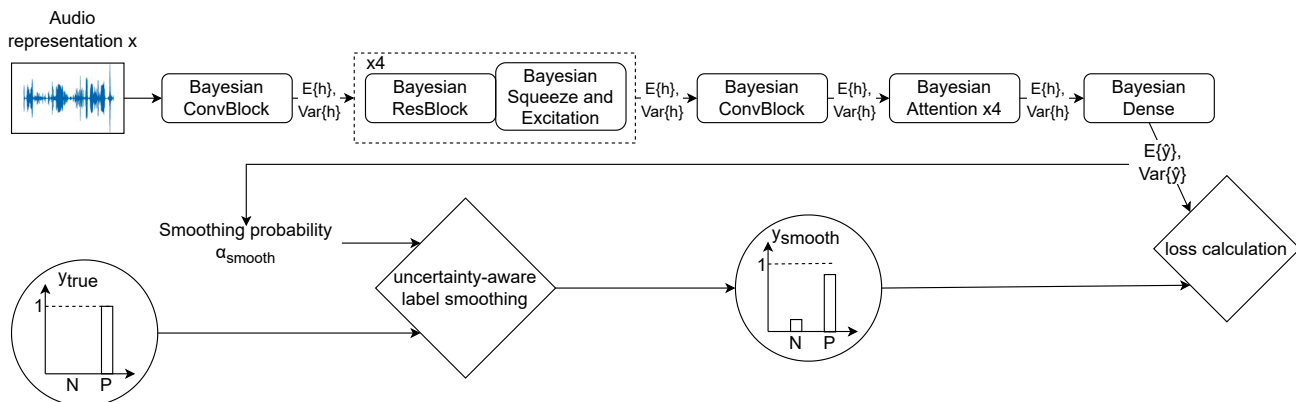 Audio
representation x
Bayesian
ConvBlock
E{h},
Var{h}
x4
Bayesian
ResBlock
Bayesian
Squeeze and
Excitation
E{h},
Var{h}
Bayesian
ConvBlock
E{h},
Var{h}
Bayesian
Attention x4
E{h},
Var{h}
Bayesian
Dense
E{ŷ},
Var{ŷ}
Smoothing probability
αsmooth
ytrue
1
N P
uncertainty-aware
label smoothing
ysmooth
1
N P
loss calculation